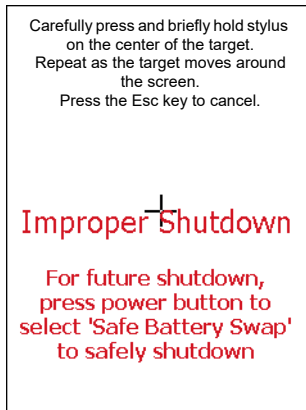 Carefully press and briefly hold stylus
on the center of the target.
Repeat as the target moves around
the screen.
Press the Esc key to cancel.
Improper Shutdown
For future shutdown,
press power button to
select 'Safe Battery Swap'
to safely shutdown